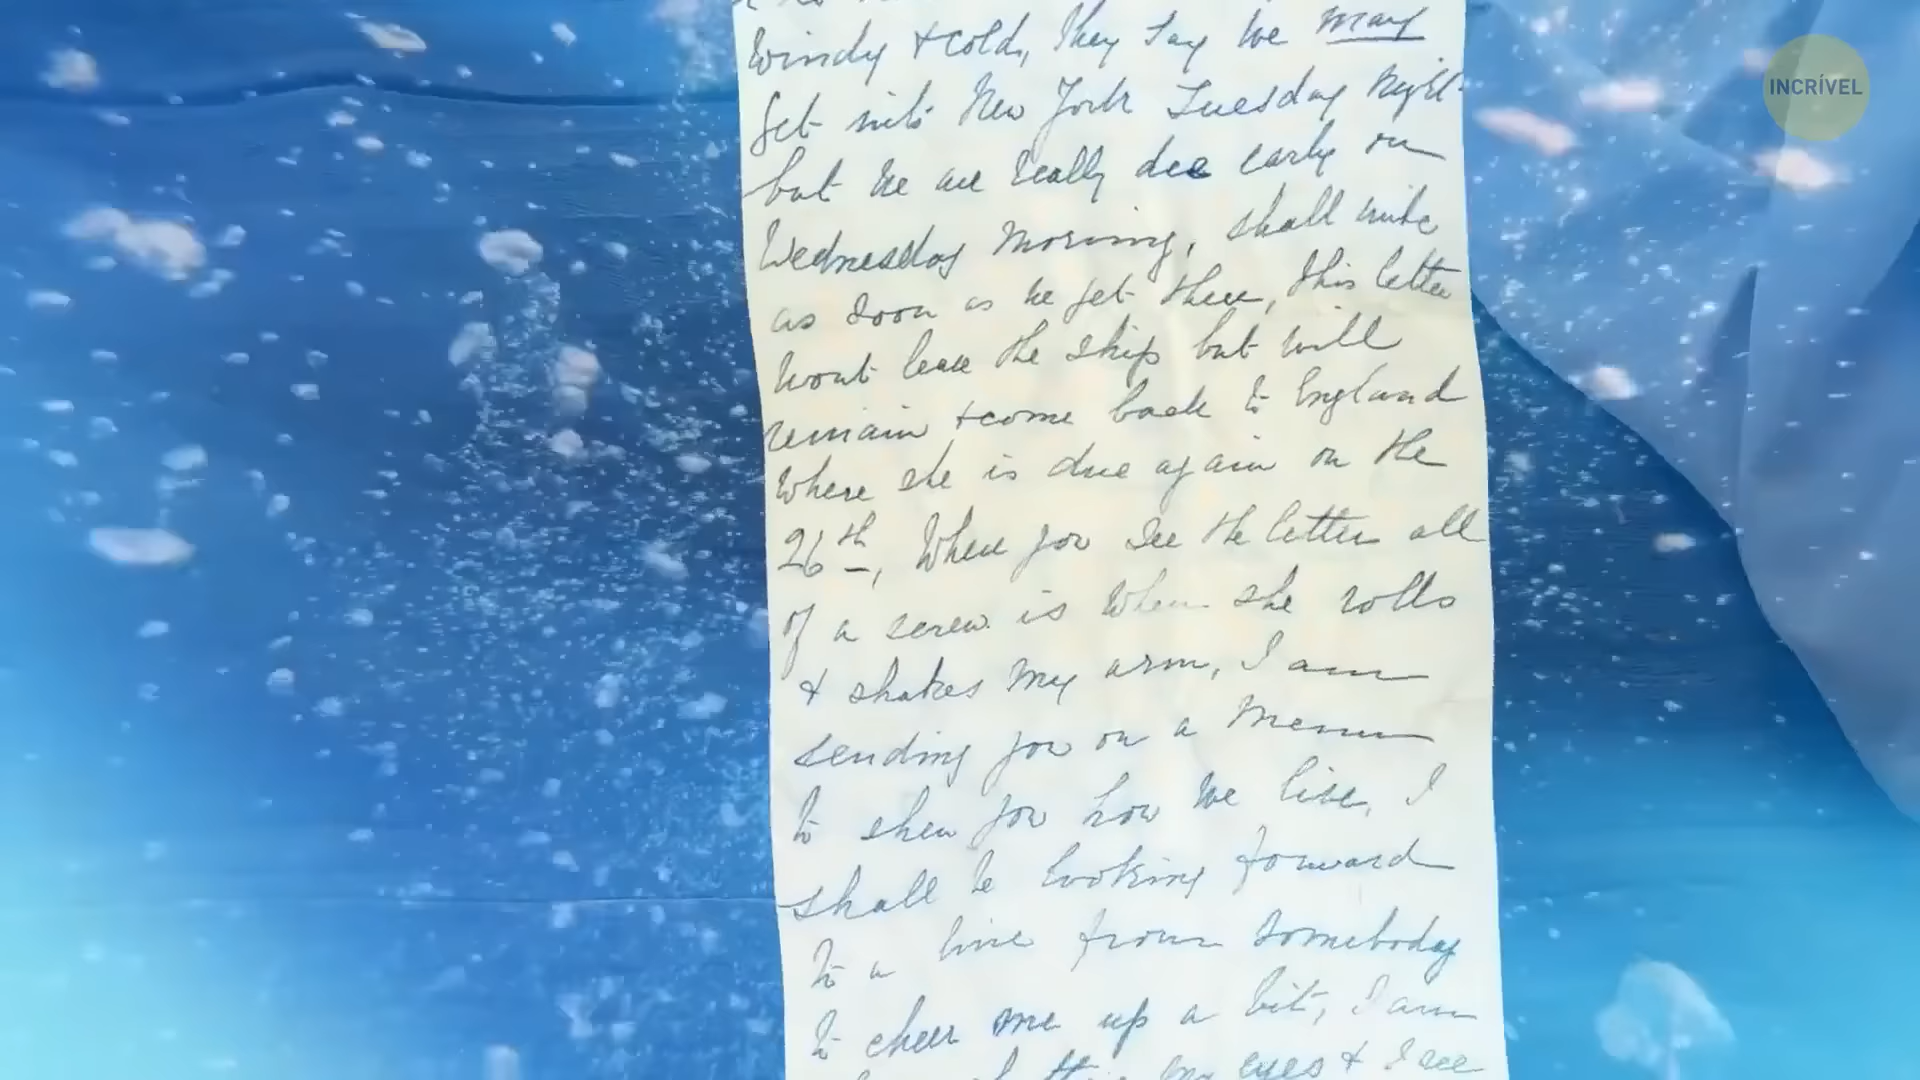 INCRÍVEL
Windy & cold, they say we may
get into New York Tuesday night
but we are really due early on
Wednesday morning, shall write
as soon as we get there, this letter
wont leave the ship but will
remain & come back to England
where she is due again on the
26th, When you see the letter all
of a screw is when she rolls
& shakes my arm, I am
sending you on a menu
to shew you how we live, I
shall be looking forward
to a line from somebody
to cheer me up a bit, I am
my eyes & I see